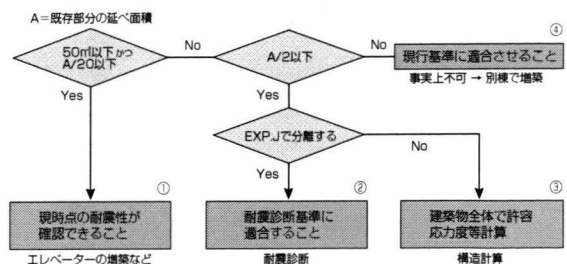 A＝既存部分の延べ面積
50㎡以下かつ
A/20以下
No
A/2以下
No
④
現行基準に適合させること
事実上不可 → 別棟で増築
Yes
Yes
EXP.Jで分離する
No
Yes
①
現時点の耐震性が
確認できること
エレベーターの増築など
②
耐震診断基準に
適合すること
耐震診断
③
建築物全体で許容
応力度等計算
構造計算